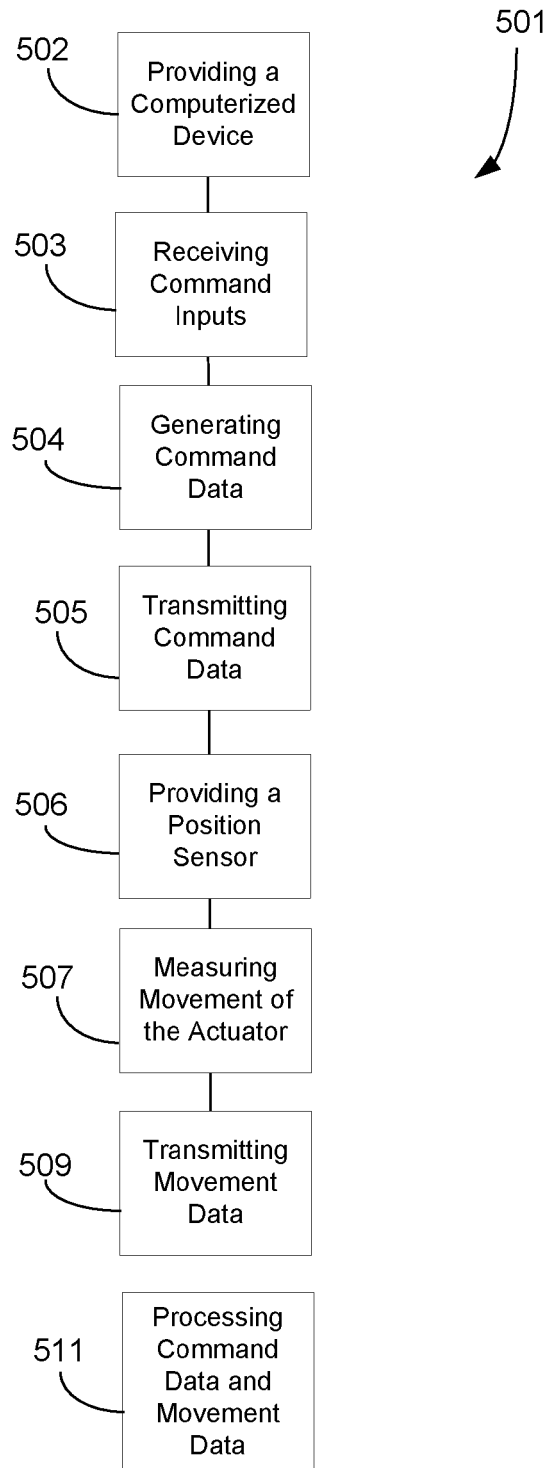 501
502
Providing a
Computerized
Device
503
Receiving
Command
Inputs
504
Generating
Command
Data
505
Transmitting
Command
Data
506
Providing a
Position
Sensor
507
Measuring
Movement of
the Actuator
509
Transmitting
Movement
Data
511
Processing
Command
Data and
Movement
Data